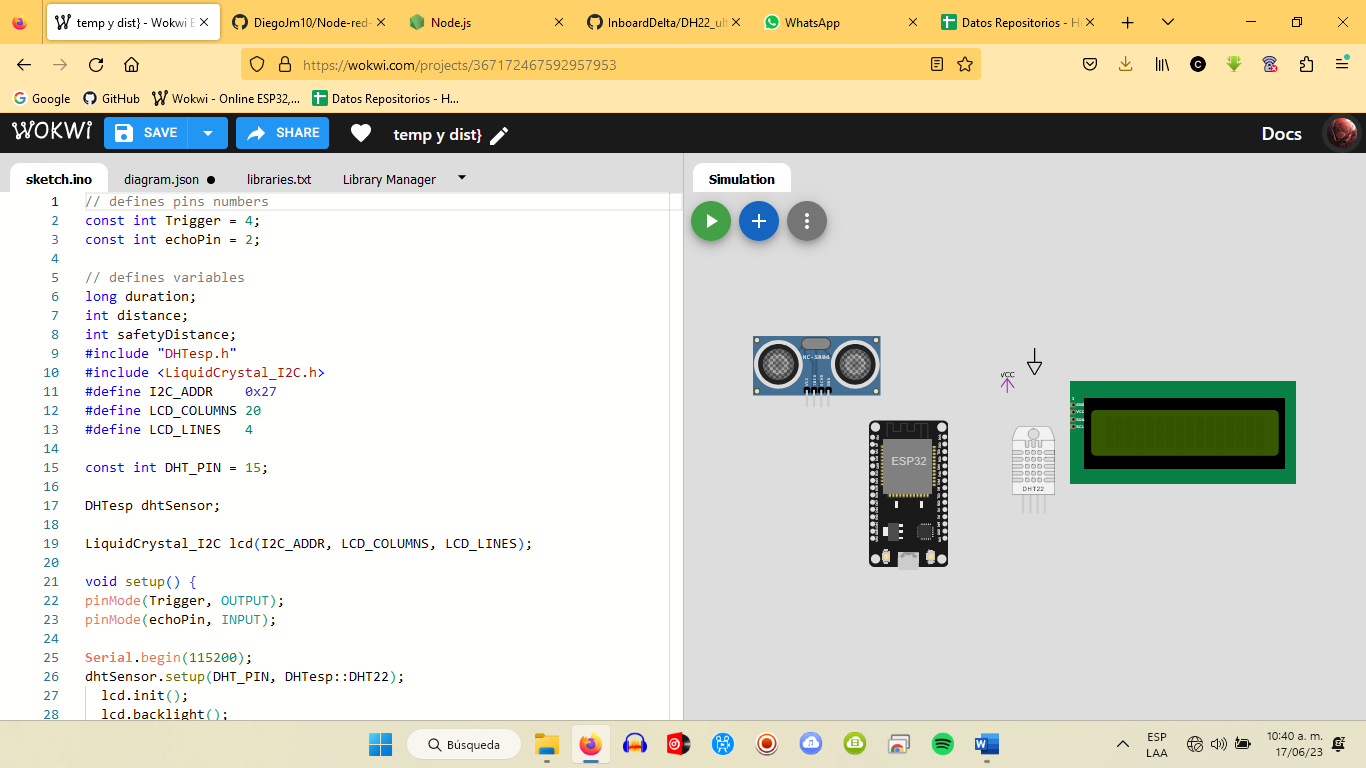 temp y dist} - Wokwi E
DiegoJm10/Node-red-
Node.js
InboardDelta/DH22_ult
WhatsApp
Datos Repositorios - H
https://wokwi.com/projects/367172467592957953
Google
GitHub
Wokwi - Online ESP32,...
Datos Repositorios - H...
WOKWI
SAVE
SHARE
temp y dist}
Docs
sketch.ino
diagram.json
libraries.txt
Library Manager
Simulation
1 // defines pins numbers
2 const int Trigger = 4;
3 const int echoPin = 2;
4
5 // defines variables
6 long duration;
7 int distance;
8 int safetyDistance;
9 #include "DHTesp.h"
10 #include <LiquidCrystal_I2C.h>
11 #define I2C_ADDR    0x27
12 #define LCD_COLUMNS 20
13 #define LCD_LINES   4
14
15 const int DHT_PIN = 15;
16
17 DHTesp dhtSensor;
18
19 LiquidCrystal_I2C lcd(I2C_ADDR, LCD_COLUMNS, LCD_LINES);
20
21 void setup() {
22 pinMode(Trigger, OUTPUT);
23 pinMode(echoPin, INPUT);
24
25 Serial.begin(115200);
26 dhtSensor.setup(DHT_PIN, DHTesp::DHT22);
27   lcd.init();
28   lcd.backlight();
HC-SR04
VCC
ESP32
DHT22
Búsqueda
ESP
LAA
10:40 a. m.
17/06/23